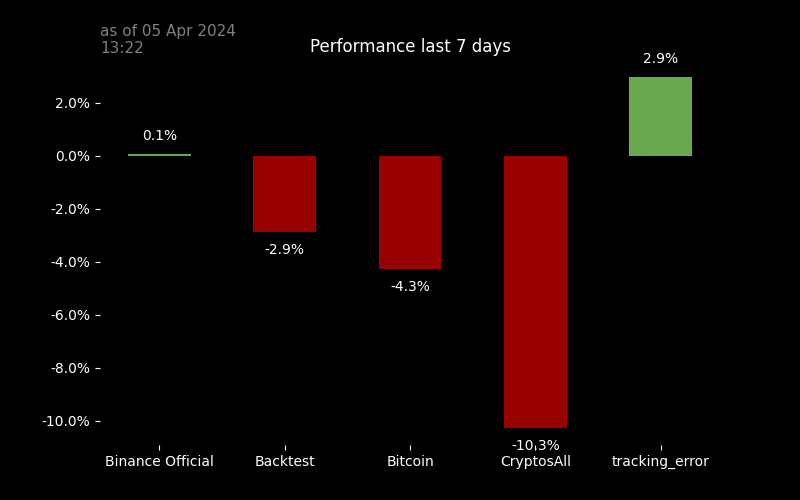 as of 05 Apr 2024
13:22
Performance last 7 days
2.9%
2.0%
0.1%
0.0%
-2.0%
-2.9%
-4.0%
-4.3%
-6.0%
-8.0%
-10.0%
-10.3%
Binance Official
Backtest
Bitcoin
CryptosAll
tracking_error